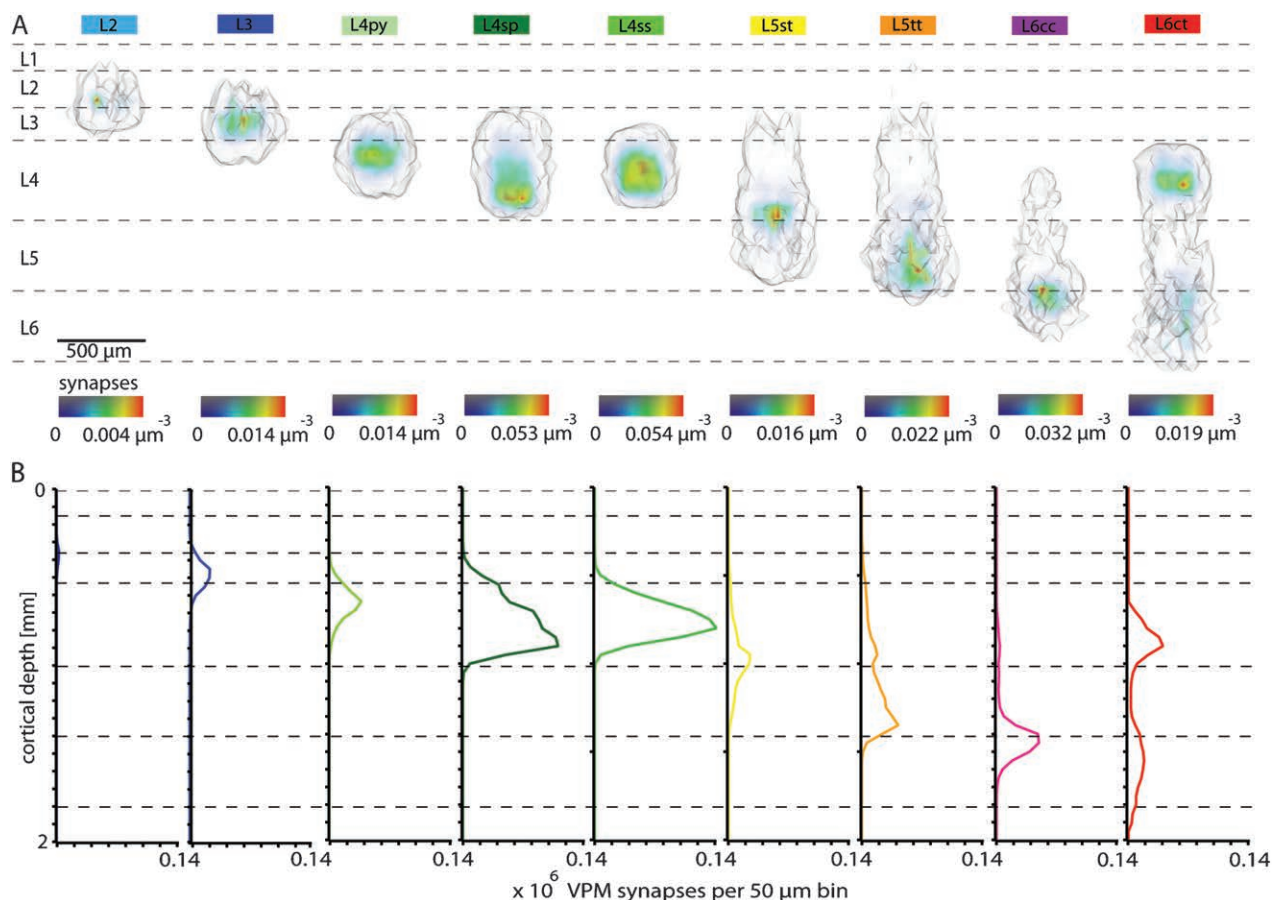 A L2 L3 L4py L4sp L4ss L5st L5tt L6cc L6ct
L1
L2
L3
L4
L5
L6
500 μm
synapses
0 0.004 μm-3 0 0.014 μm-3 0 0.014 μm-3 0 0.053 μm-3 0 0.054 μm-3 0 0.016 μm-3 0 0.022 μm-3 0 0.032 μm-3 0 0.019 μm-3
B
0
cortical depth [mm]
2
0.14 0.14 0.14 0.14 0.14 0.14 0.14 0.14 0.14
x 106 VPM synapses per 50 μm bin